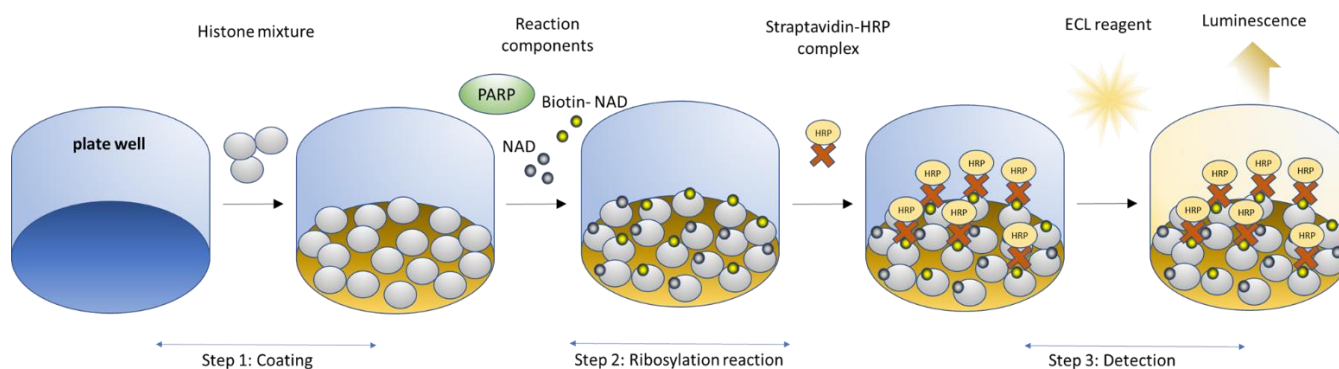 Histone mixture
Reaction
components
Straptavidin-HRP
complex
ECL reagent
Luminescence
plate well
PARP
Biotin- NAD
NAD
HRP
HRP
HRP
HRP
HRP
HRP
HRP
HRP
HRP
HRP
HRP
HRP
HRP
Step 1: Coating
Step 2: Ribosylation reaction
Step 3: Detection